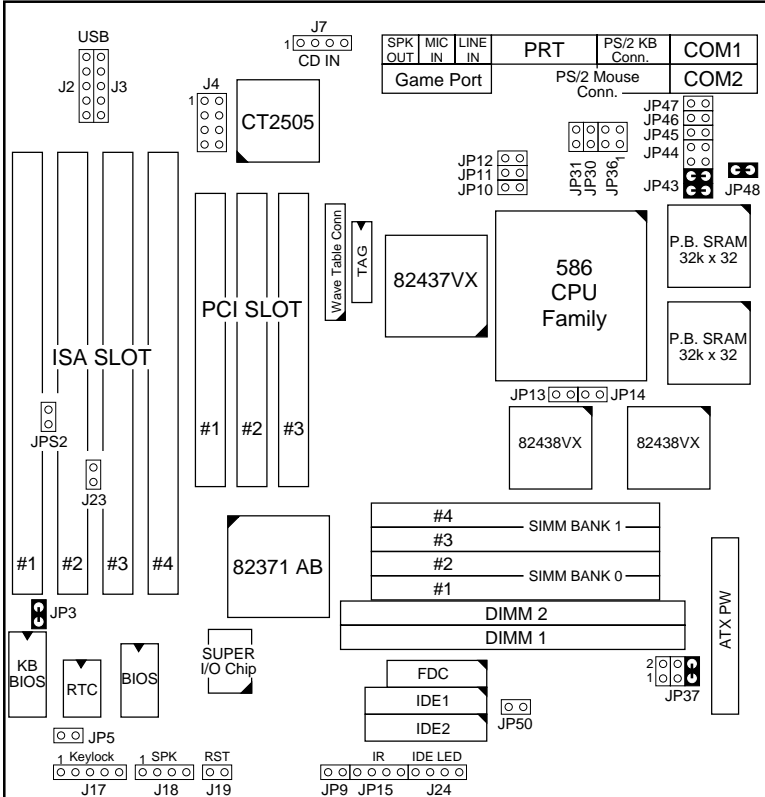 USB
J2
J3
J7
1
CD IN
J4
1
CT2505
SPK OUT
MIC IN
LINE IN
PRT
PS/2 KB Conn.
COM1
Game Port
PS/2 Mouse Conn.
COM2
JP47
JP46
JP45
JP44
JP43
JP48
JP12
JP11
JP10
JP31
JP30
JP36
1
Wave Table Conn
TAG
82437VX
586
CPU
Family
P.B. SRAM
32k x 32
P.B. SRAM
32k x 32
ISA SLOT
PCI SLOT
JP13
JP14
82438VX
82438VX
JPS2
J23
#1
#2
#3
#1
#2
#3
#4
82371 AB
#4
#3
SIMM BANK 1
#2
#1
SIMM BANK 0
DIMM 2
DIMM 1
ATX PW
JP3
KB
BIOS
RTC
BIOS
SUPER
I/O Chip
FDC
IDE1
IDE2
JP50
2
1
JP37
JP5
1 Keylock
J17
1 SPK
J18
RST
J19
JP9
IR
JP15
IDE LED
J24